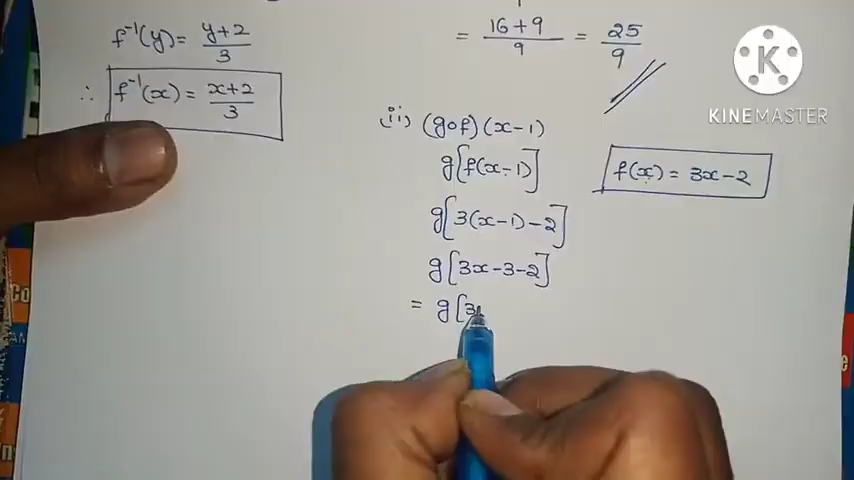 f⁻¹(y) = y+2/3
∴ f⁻¹(x) = x+2/3
= 16+9/9 = 25/9
(ii) (gof)(x-1)
g[f(x-1)]
f(x) = 3x-2
g[3(x-1)-2]
g[3x-3-2]
= g[3
K
KINEMASTER
Co